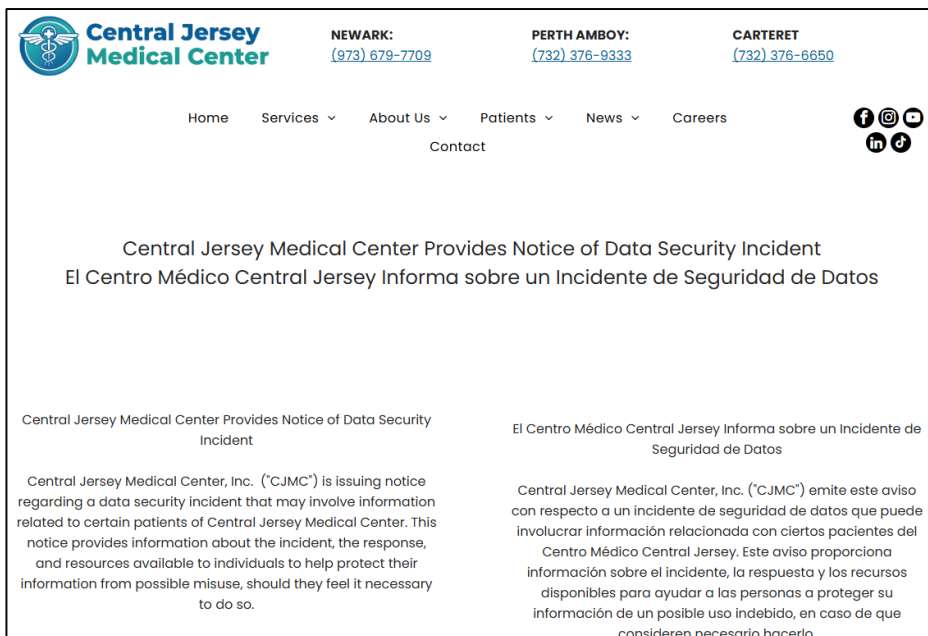 Central Jersey
Medical Center
NEWARK:
(973) 679-7709
PERTH AMBOY:
(732) 376-9333
CARTERET
(732) 376-6650
Home Services About Us Patients News Careers
Contact
Central Jersey Medical Center Provides Notice of Data Security Incident
El Centro Médico Central Jersey Informa sobre un Incidente de Seguridad de Datos
Central Jersey Medical Center Provides Notice of Data Security
Incident
Central Jersey Medical Center, Inc. ("CJMC") is issuing notice
regarding a data security incident that may involve information
related to certain patients of Central Jersey Medical Center. This
notice provides information about the incident, the response,
and resources available to individuals to help protect their
information from possible misuse, should they feel it necessary
to do so.
El Centro Médico Central Jersey Informa sobre un Incidente de
Seguridad de Datos
Central Jersey Medical Center, Inc. ("CJMC") emite este aviso
con respecto a un incidente de seguridad de datos que puede
involucrar información relacionada con ciertos pacientes del
Centro Médico Central Jersey. Este aviso proporciona
información sobre el incidente, la respuesta y los recursos
disponibles para ayudar a las personas a proteger su
información de un posible uso indebido, en caso de que
consideren necesario hacerlo